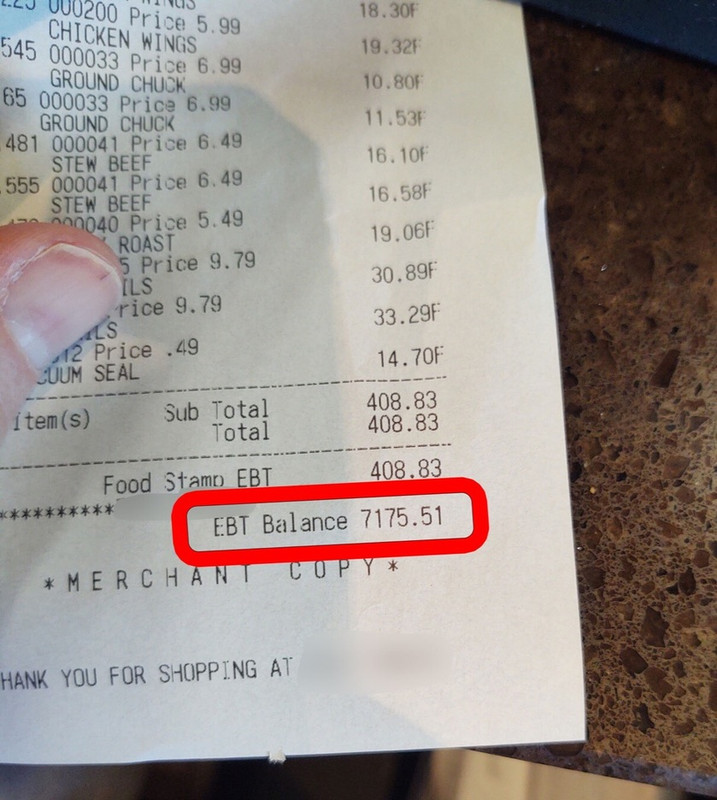 000200 Price 5.99 18.30F
CHICKEN WINGS
545 000033 Price 6.99 19.32F
GROUND CHUCK
65 000033 Price 6.99 10.80F
GROUND CHUCK
481 000041 Price 6.49 11.53F
STEW BEEF
.555 000041 Price 6.49 16.10F
STEW BEEF
000040 Price 5.49 16.58F
ROAST
5 Price 9.79 19.06F
ILS
rice 9.79 30.89F
ILS
Price .49 33.29F
UUM SEAL 14.70F
Item(s) Sub Total 408.83
Total 408.83
Food Stamp EBT 408.83
**********
EBT Balance 7175.51
*MERCHANT COPY*
HANK YOU FOR SHOPPING AT